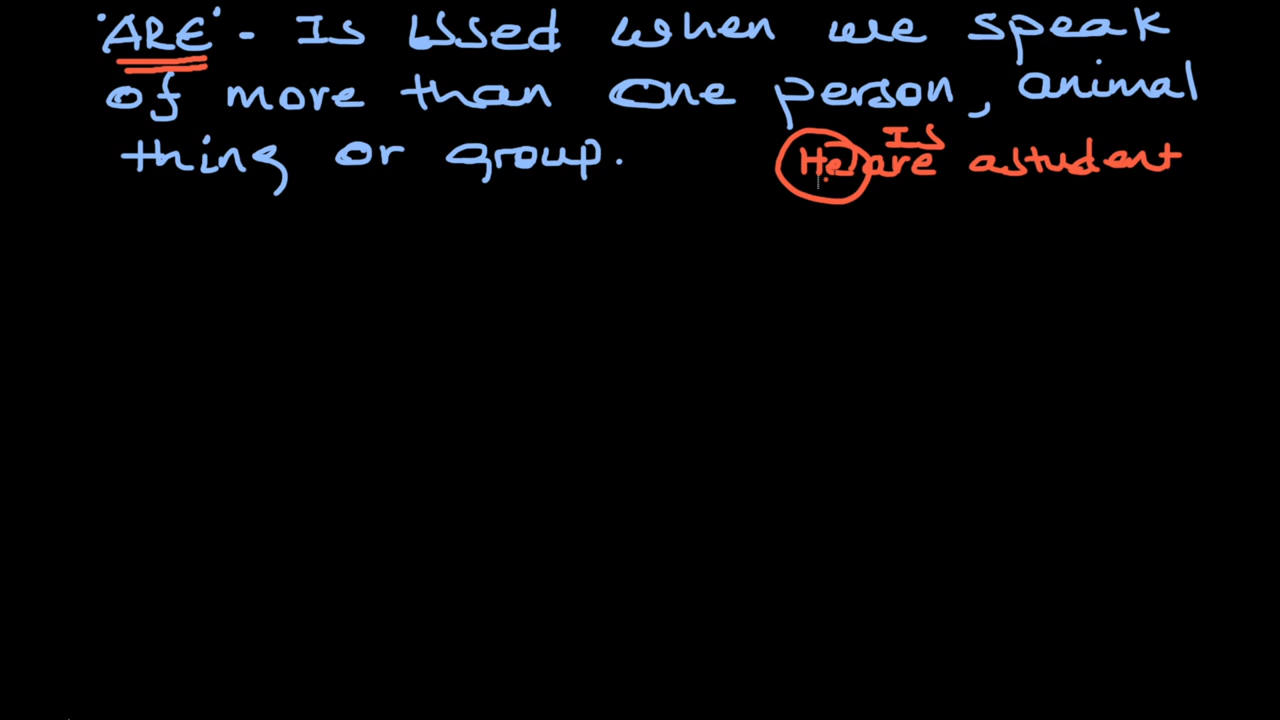 'ARE' - Is Used when we speak
of more than one person, animal
thing or group.
Is
He are a student